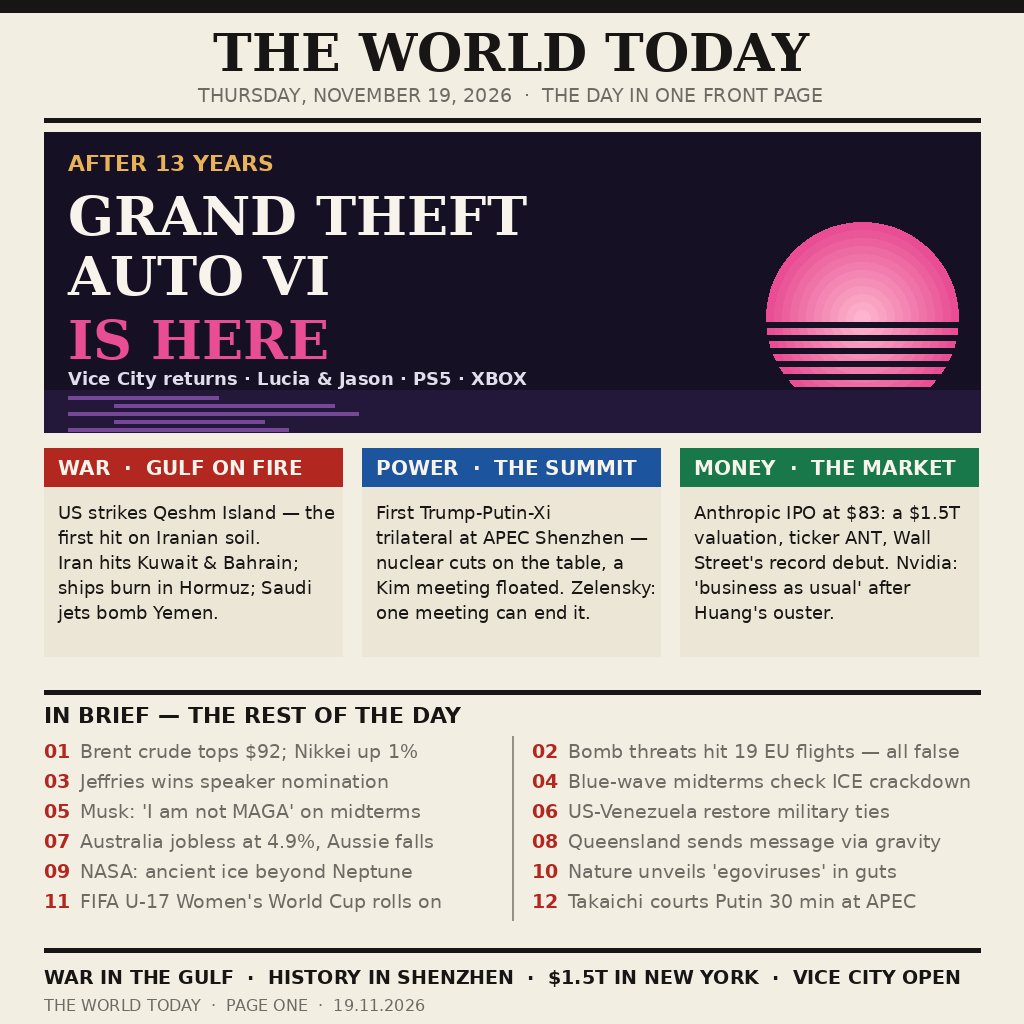 THE WORLD TODAY
THURSDAY, NOVEMBER 19, 2026 · THE DAY IN ONE FRONT PAGE
AFTER 13 YEARS
GRAND THEFT
AUTO VI
IS HERE
Vice City returns · Lucia & Jason · PS5 · XBOX
WAR · GULF ON FIRE
US strikes Qeshm Island — the
first hit on Iranian soil.
Iran hits Kuwait & Bahrain;
ships burn in Hormuz; Saudi
jets bomb Yemen.
POWER · THE SUMMIT
First Trump-Putin-Xi
trilateral at APEC Shenzhen —
nuclear cuts on the table, a
Kim meeting floated. Zelensky:
one meeting can end it.
MONEY · THE MARKET
Anthropic IPO at $83: a $1.5T
valuation, ticker ANT, Wall
Street's record debut. Nvidia:
'business as usual' after
Huang's ouster.
IN BRIEF — THE REST OF THE DAY
01 Brent crude tops $92; Nikkei up 1%
02 Bomb threats hit 19 EU flights — all false
03 Jeffries wins speaker nomination
04 Blue-wave midterms check ICE crackdown
05 Musk: 'I am not MAGA' on midterms
06 US-Venezuela restore military ties
07 Australia jobless at 4.9%, Aussie falls
08 Queensland sends message via gravity
09 NASA: ancient ice beyond Neptune
10 Nature unveils 'egoviruses' in guts
11 FIFA U-17 Women's World Cup rolls on
12 Takaichi courts Putin 30 min at APEC
WAR IN THE GULF · HISTORY IN SHENZHEN · $1.5T IN NEW YORK · VICE CITY OPEN
THE WORLD TODAY · PAGE ONE · 19.11.2026